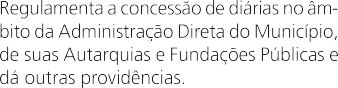 Regulamenta a concessão de diárias no âm-
bito da Administração Direta do Município,
de suas Autarquias e Fundações Públicas e
dá outras providências.